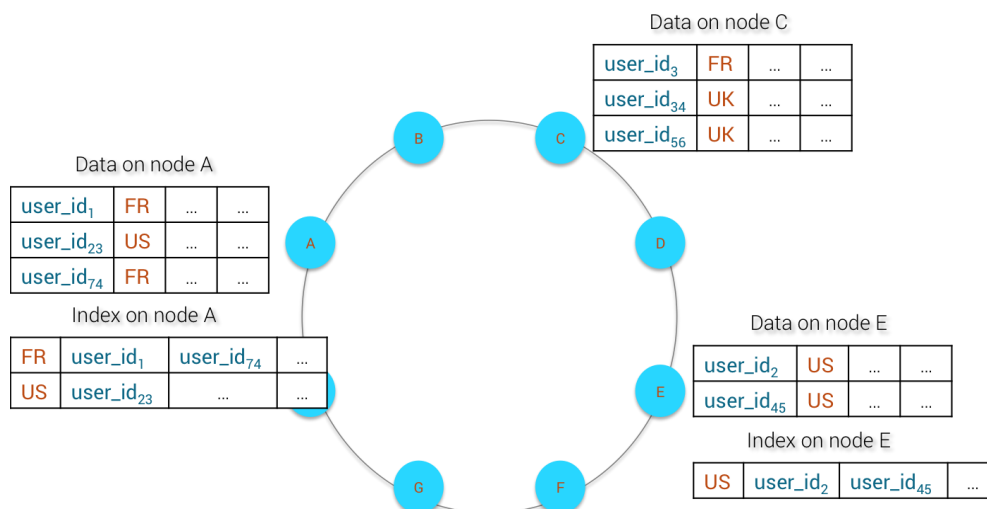 Data on node C
user_id3 FR ... ...
user_id34 UK ... ...
user_id56 UK ... ...
B
C
Data on node A
user_id1 FR ... ...
user_id23 US ... ...
user_id74 FR ... ...
A
D
Index on node A
FR user_id1 user_id74 ...
US user_id23 ... ...
Data on node E
user_id2 US ... ...
user_id45 US ... ...
E
Index on node E
US user_id2 user_id45 ...
G
F